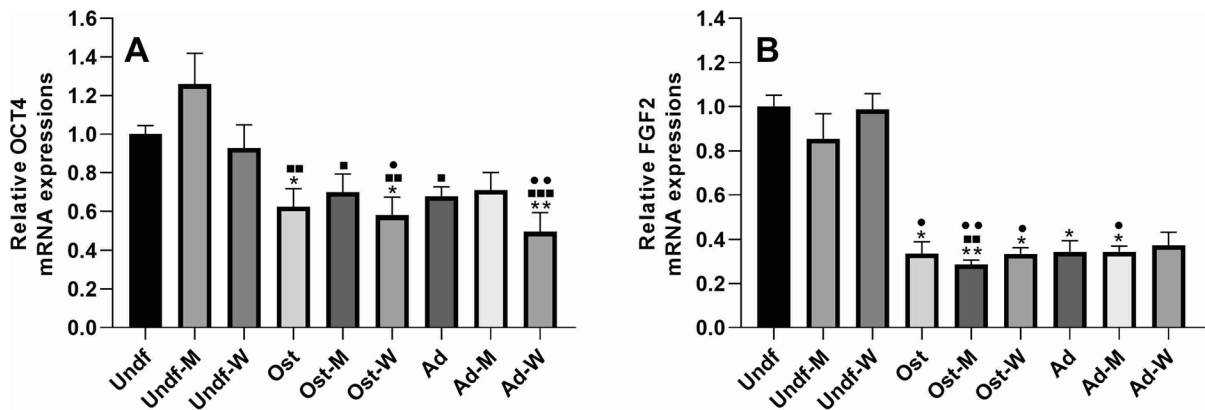 A
Relative OCT4
mRNA expressions
1.6
1.4
1.2
1.0
0.8
0.6
0.4
0.2
0.0
■■
*
■
●
■■
*
■
●●
■■■
**
Undf
Undf-M
Undf-W
Ost
Ost-M
Ost-W
Ad
Ad-M
Ad-W
B
Relative FGF2
mRNA expressions
1.4
1.2
1.0
0.8
0.6
0.4
0.2
0.0
●
*
●●
■■
**
●
*
*
●
*
Undf
Undf-M
Undf-W
Ost
Ost-M
Ost-W
Ad
Ad-M
Ad-W